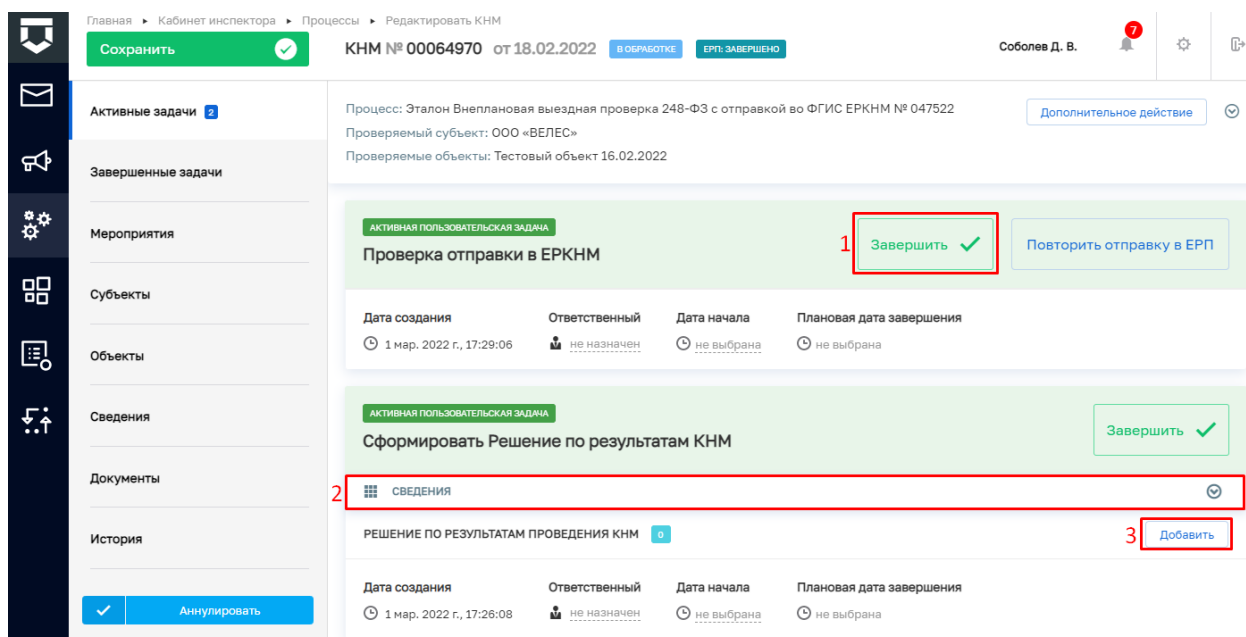 Главная ▸ Кабинет инспектора ▸ Процессы ▸ Редактировать КНМ
Сохранить
КНМ № 00064970 от 18.02.2022 В ОБРАБОТКЕ ЕРП: ЗАВЕРШЕНО
Соболев Д. В.
7
Активные задачи 2
Завершенные задачи
Мероприятия
Субъекты
Объекты
Сведения
Документы
История
Аннулировать
Процесс: Эталон Внеплановая выездная проверка 248-ФЗ с отправкой во ФГИС ЕРКНМ № 047522
Дополнительное действие
Проверяемый субъект: ООО «ВЕЛЕС»
Проверяемые объекты: Тестовый объект 16.02.2022
АКТИВНАЯ ПОЛЬЗОВАТЕЛЬСКАЯ ЗАДАЧА
Проверка отправки в ЕРКНМ
1 Завершить
Повторить отправку в ЕРП
Дата создания Ответственный Дата начала Плановая дата завершения
1 мар. 2022 г., 17:29:06 не назначен не выбрана не выбрана
АКТИВНАЯ ПОЛЬЗОВАТЕЛЬСКАЯ ЗАДАЧА
Сформировать Решение по результатам КНМ
Завершить
2 СВЕДЕНИЯ
РЕШЕНИЕ ПО РЕЗУЛЬТАТАМ ПРОВЕДЕНИЯ КНМ 0
3 Добавить
Дата создания Ответственный Дата начала Плановая дата завершения
1 мар. 2022 г., 17:26:08 не назначен не выбрана не выбрана